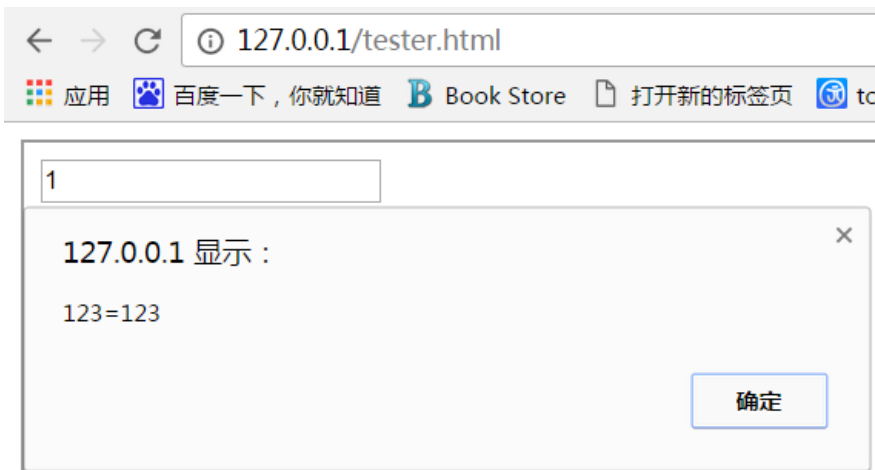 127.0.0.1/tester.html
应用 百度一下，你就知道 Book Store 打开新的标签页 tc
1
127.0.0.1 显示：
123=123
确定